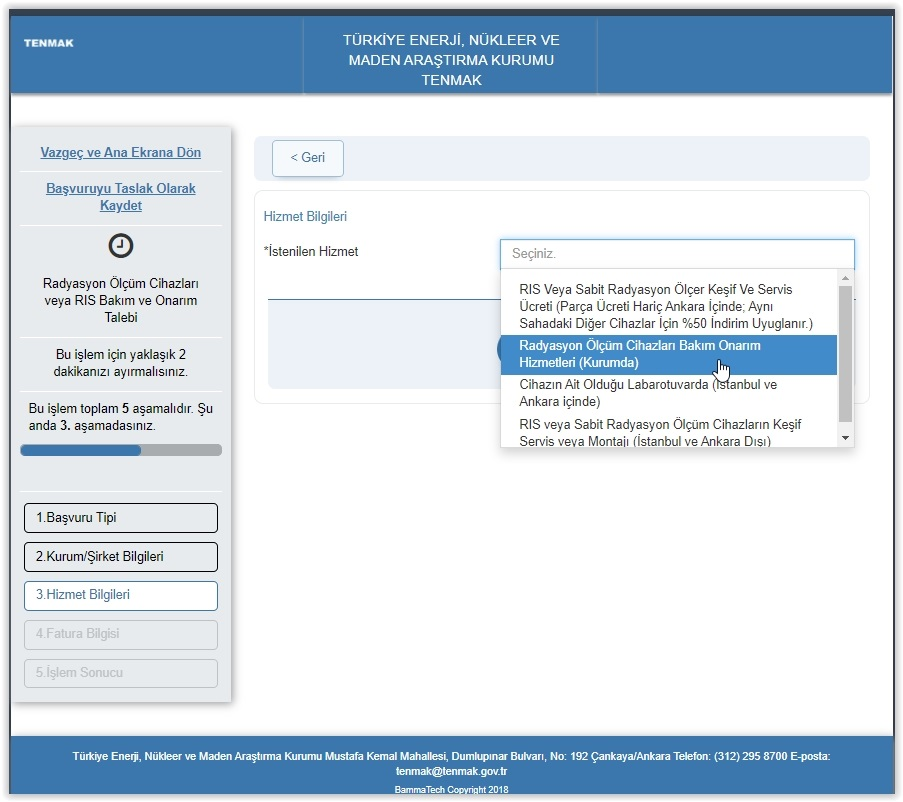 TENMAK
TÜRKİYE ENERJİ, NÜKLEER VE
MADEN ARAŞTIRMA KURUMU
TENMAK
Vazgeç ve Ana Ekrana Dön
Başvuruyu Taslak Olarak
Kaydet
Radyasyon Ölçüm Cihazları
veya RIS Bakım ve Onarım
Talebi
Bu işlem için yaklaşık 2
dakikanızı ayırmalısınız.
Bu işlem toplam 5 aşamalıdır. Şu
anda 3. aşamadasınız.
1.Başvuru Tipi
2.Kurum/Şirket Bilgileri
3.Hizmet Bilgileri
4.Fatura Bilgisi
5.İşlem Sonucu
< Geri
Hizmet Bilgileri
*İstenilen Hizmet
Seçiniz.
RIS Veya Sabit Radyasyon Ölçer Keşif Ve Servis
Ücreti (Parça Ücreti Hariç Ankara İçinde; Aynı
Sahadaki Diğer Cihazlar İçin %50 İndirim Uyuglanır.)
Radyasyon Ölçüm Cihazları Bakım Onarım
Hizmetleri (Kurumda)
Cihazın Ait Olduğu Labarotuvarda (İstanbul ve
Ankara içinde)
RIS veya Sabit Radyasyon Ölçüm Cihazların Keşif
Servis veya Montajı (İstanbul ve Ankara Dışı)
Türkiye Enerji, Nükleer ve Maden Araştırma Kurumu Mustafa Kemal Mahallesi, Dumlupınar Bulvarı, No: 192 Çankaya/Ankara Telefon: (312) 295 8700 E-posta:
tenmak@tenmak.gov.tr
BammaTech Copyright 2018